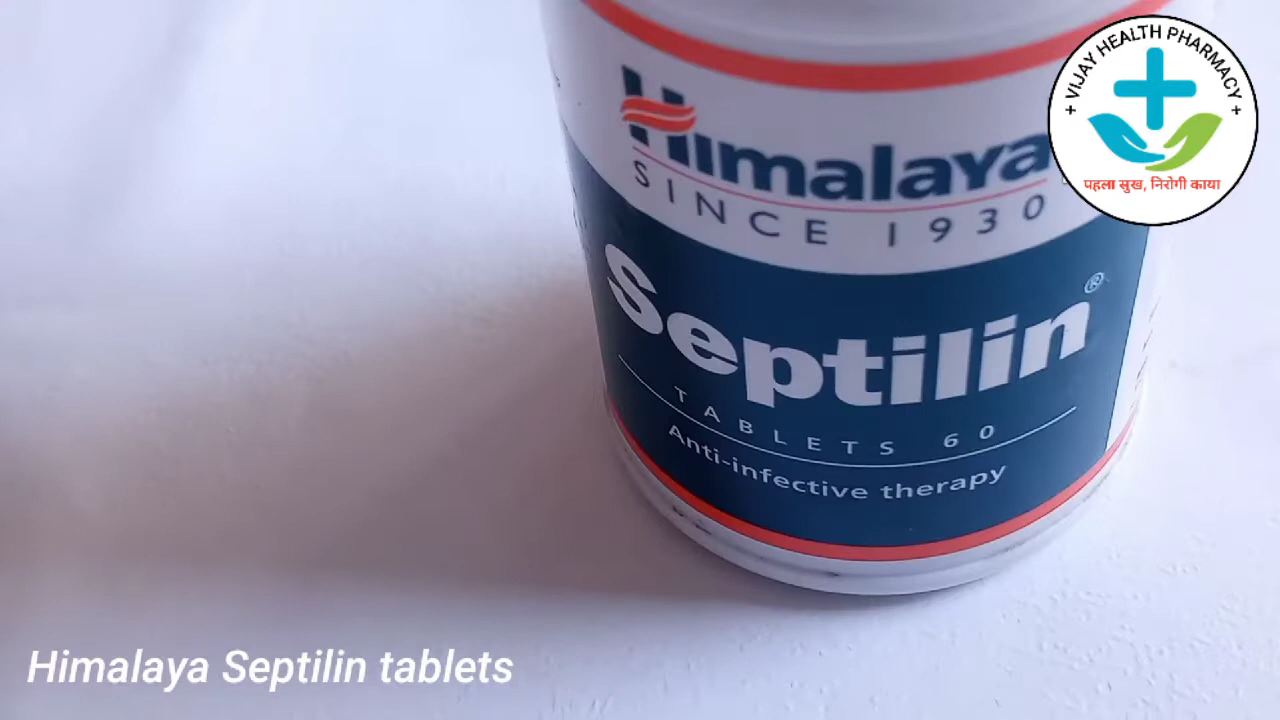 Himalaya
SINCE 1930
Septilin®
TABLETS 60
Anti-infective therapy
+ VIJAY HEALTH PHARMACY +
पहला सुख, निरोगी काया
Himalaya Septilin tablets